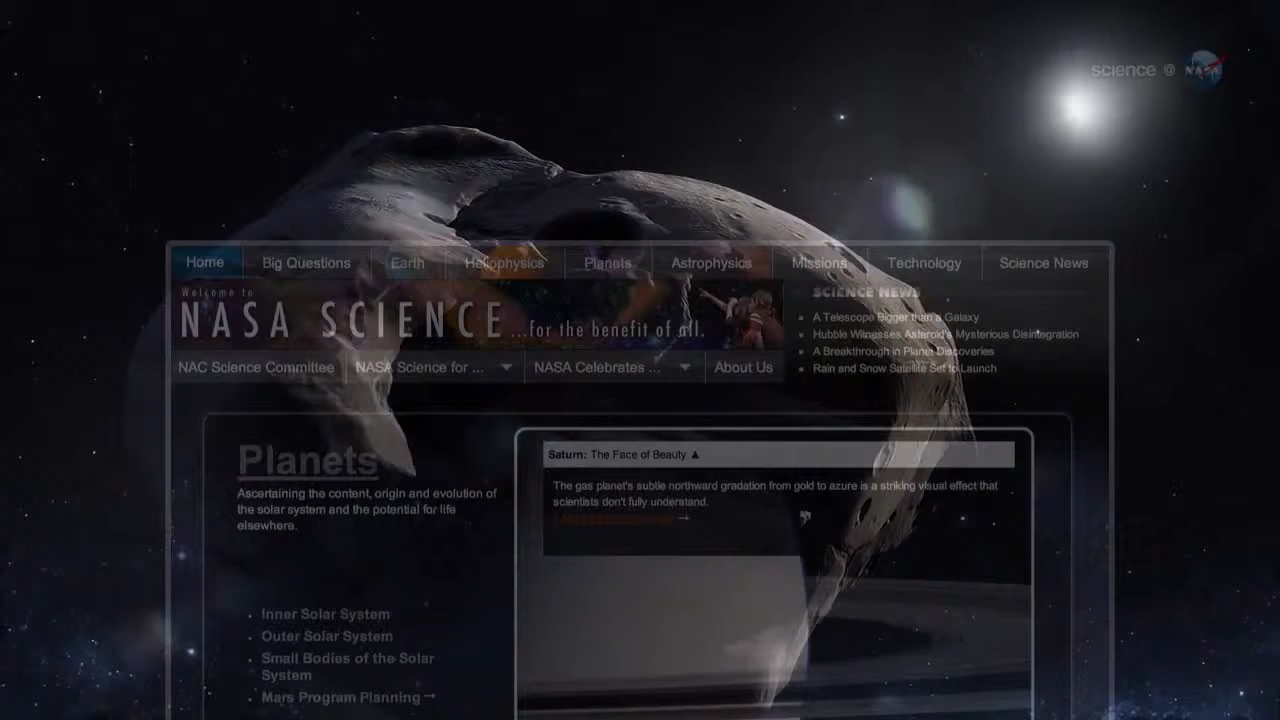 science @ NASA
Home Big Questions Earth Heliophysics Planets Astrophysics Missions Technology Science News
Welcome to
NASA SCIENCE ...for the benefit of all.
SCIENCE NEWS
A Telescope Bigger than a Galaxy
Hubble Witnesses Asteroid's Mysterious Disintegration
A Breakthrough in Planet Discoveries
Rain and Snow Satellite Set to Launch
NAC Science Committee NASA Science for ... NASA Celebrates ... About Us
Planets
Ascertaining the content, origin and evolution of
the solar system and the potential for life
elsewhere.
Inner Solar System
Outer Solar System
Small Bodies of the Solar
System
Mars Program Planning
Saturn: The Face of Beauty
The gas planet's subtle northward gradation from gold to azure is a striking visual effect that
scientists don't fully understand.